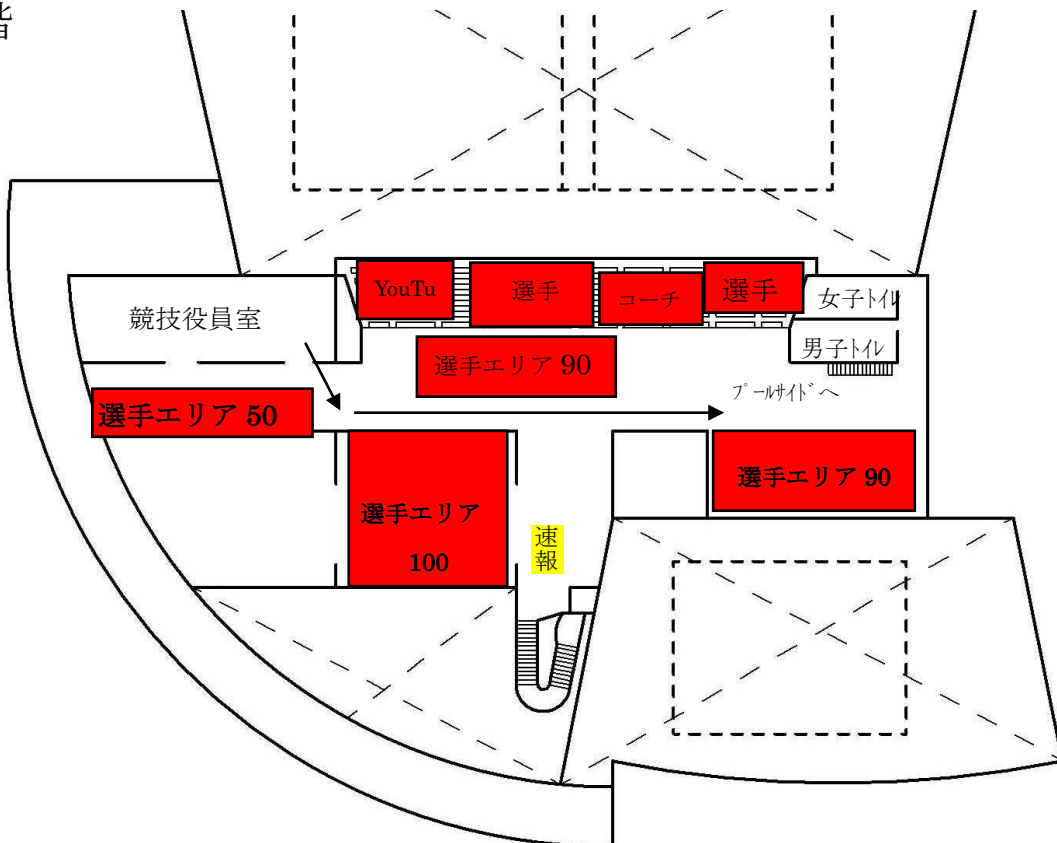 階
YouTu
選手
コーチ
選手
女子ﾄｲﾚ
競技役員室
男子ﾄｲﾚ
選手エリア 90
ﾌﾟｰﾙｻｲﾄﾞへ
選手エリア 50
選手エリア 90
選手エリア
100
速
報